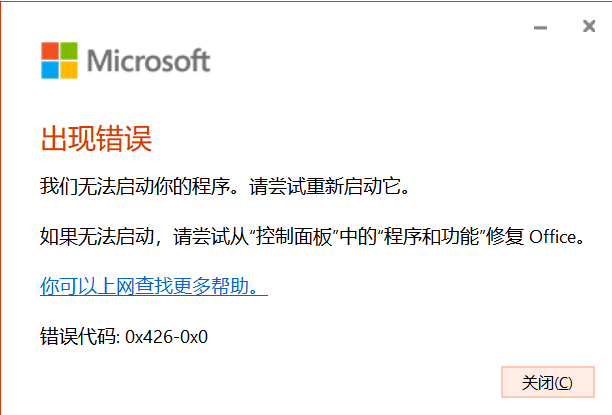 Microsoft
出现错误
我们无法启动你的程序。请尝试重新启动它。
如果无法启动，请尝试从“控制面板”中的“程序和功能”修复 Office。
你可以上网查找更多帮助。
错误代码: 0x426-0x0
关闭(C)